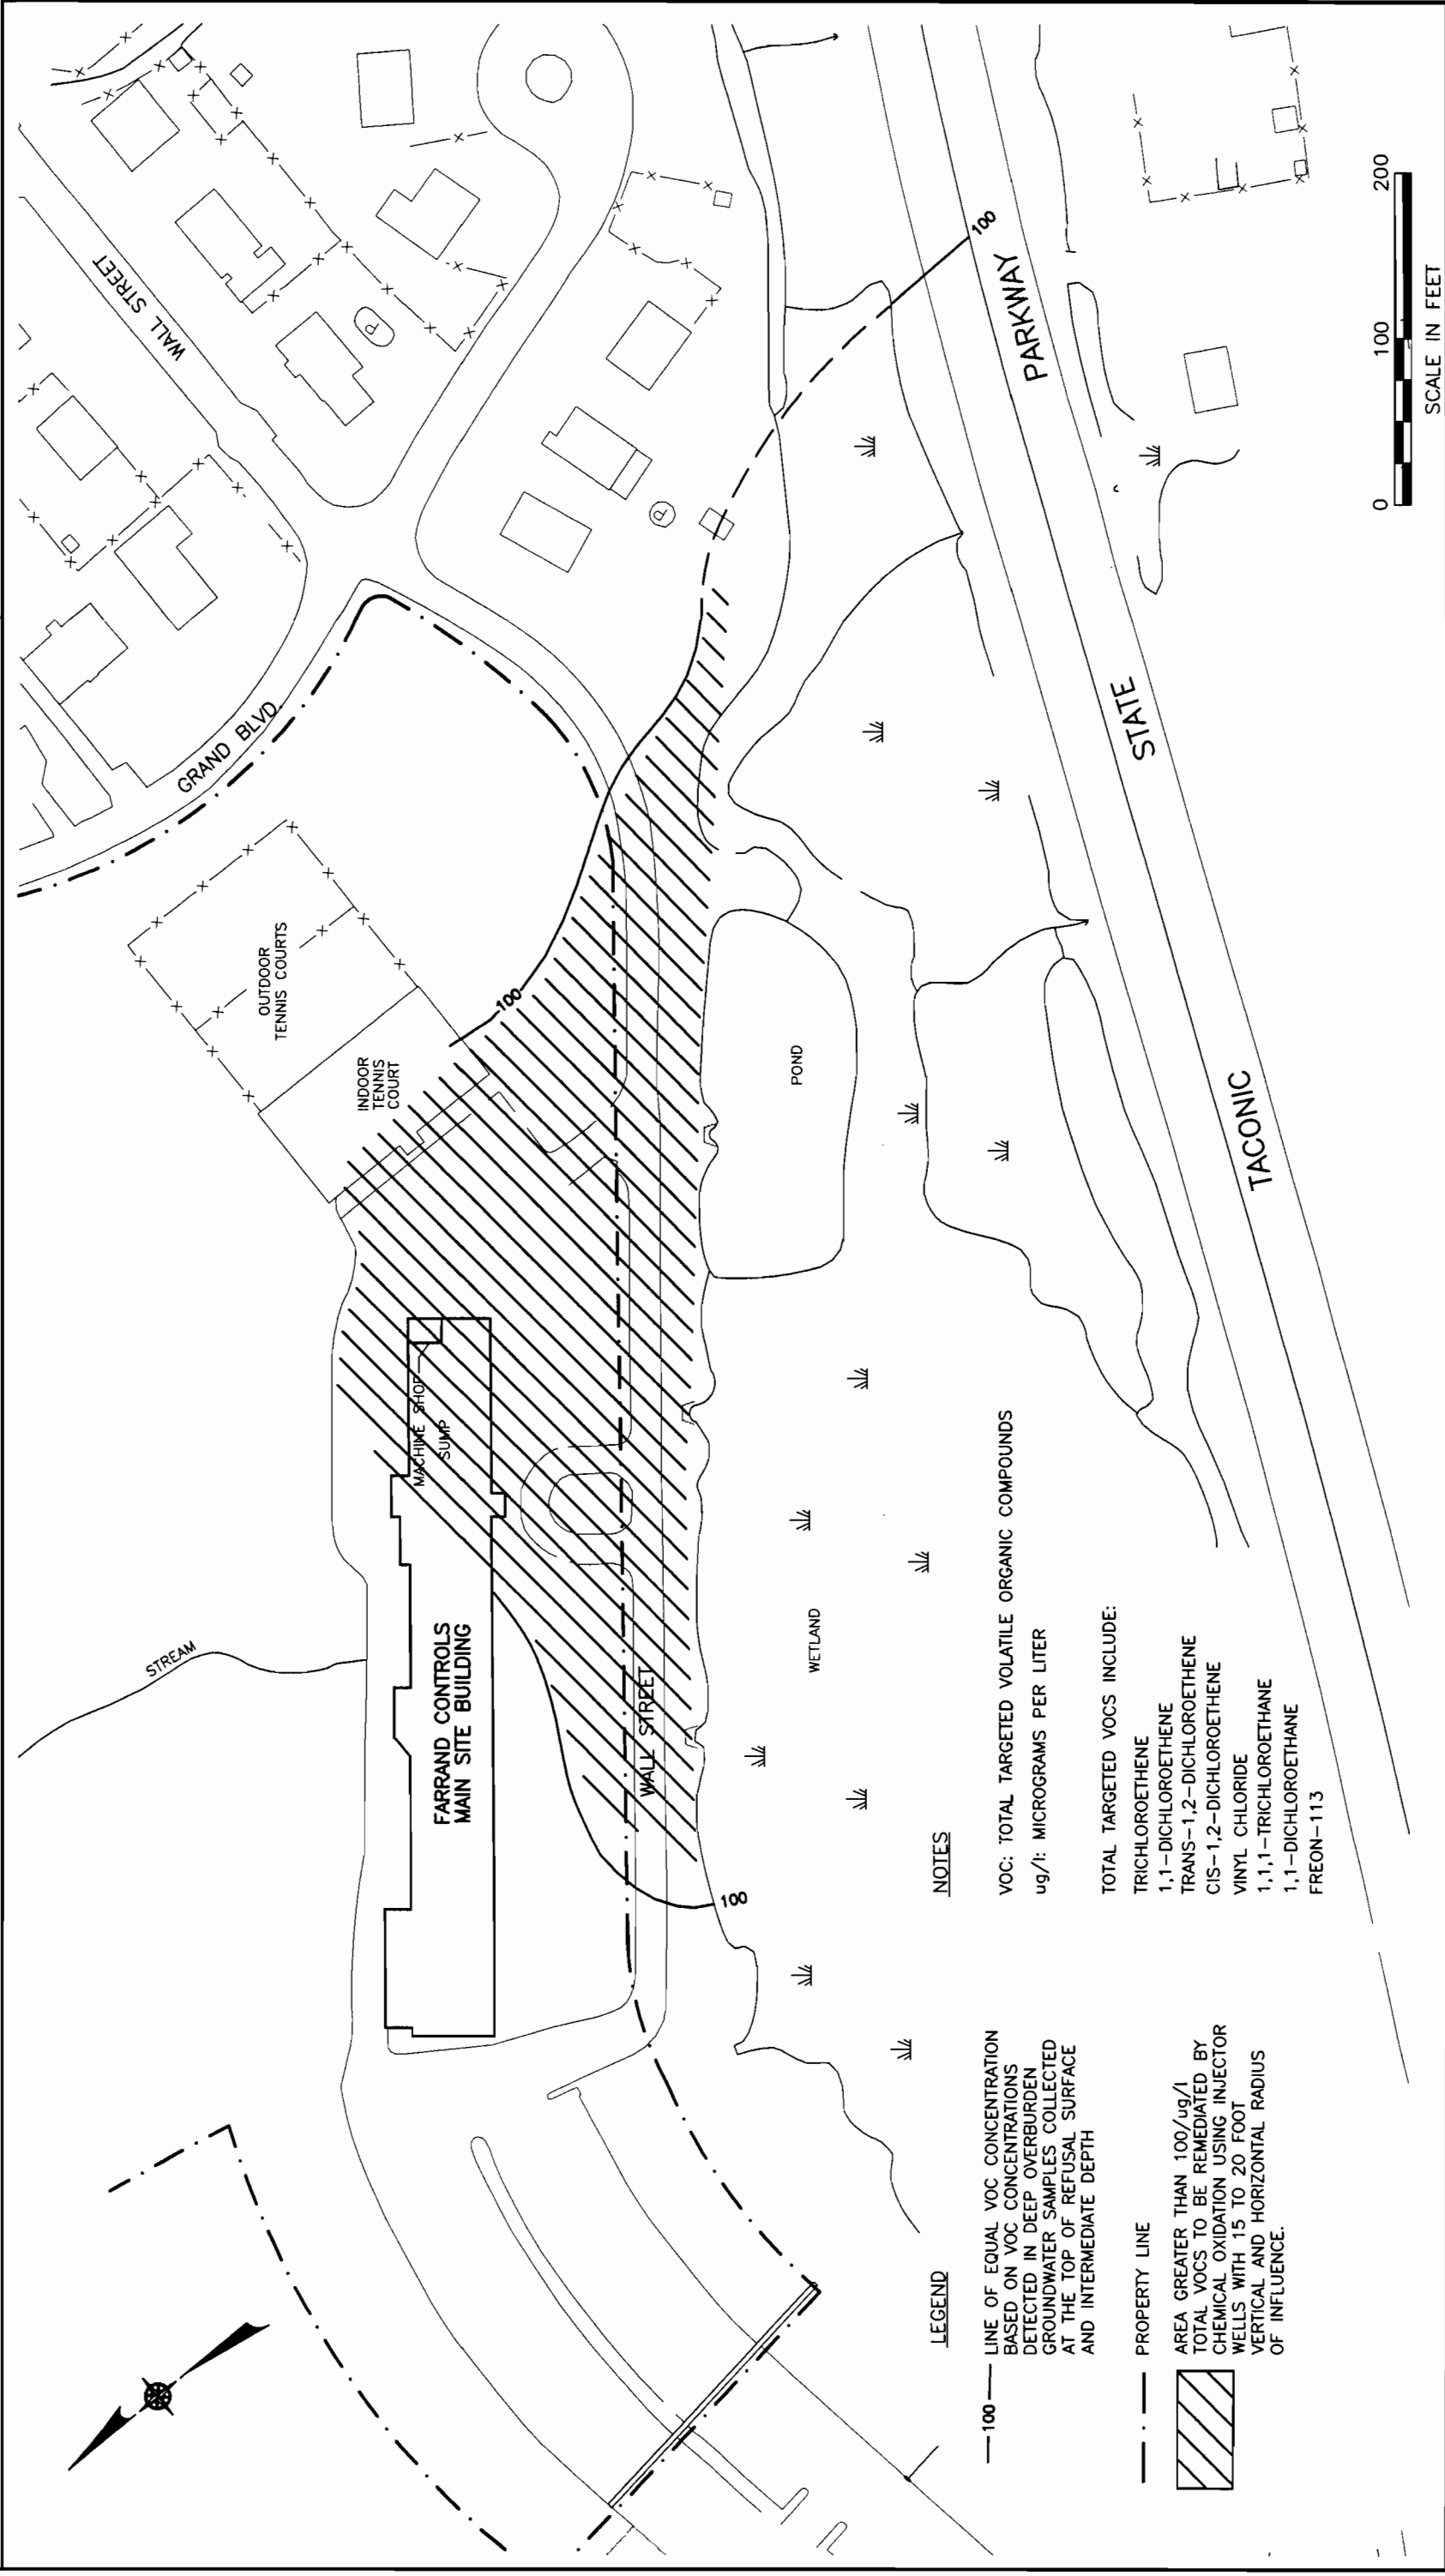 WALL STREET
GRAND BLVD.
P
P
OUTDOOR
TENNIS COURTS
INDOOR
TENNIS
COURT
100
100
PARKWAY
STATE
TACONIC
POND
MACHINE SHOP
SUMP
STREAM
FARRAND CONTROLS
MAIN SITE BUILDING
WALL STREET
WETLAND
100
0 100 200
SCALE IN FEET
NOTES
VOC: TOTAL TARGETED VOLATILE ORGANIC COMPOUNDS
ug/l: MICROGRAMS PER LITER
TOTAL TARGETED VOCS INCLUDE:
TRICHLOROETHENE
1,1-DICHLOROETHENE
TRANS-1,2-DICHLOROETHENE
CIS-1,2-DICHLOROETHENE
VINYL CHLORIDE
1,1,1-TRICHLOROETHANE
1,1-DICHLOROETHANE
FREON-113
LEGEND
100 LINE OF EQUAL VOC CONCENTRATION
BASED ON VOC CONCENTRATIONS
DETECTED IN DEEP OVERBURDEN
GROUNDWATER SAMPLES COLLECTED
AT THE TOP OF REFUSAL SURFACE
AND INTERMEDIATE DEPTH
PROPERTY LINE
AREA GREATER THAN 100/ug/l
TOTAL VOCS TO BE REMEDIATED BY
CHEMICAL OXIDATION USING INJECTOR
WELLS WITH 15 TO 20 FOOT
VERTICAL AND HORIZONTAL RADIUS
OF INFLUENCE.